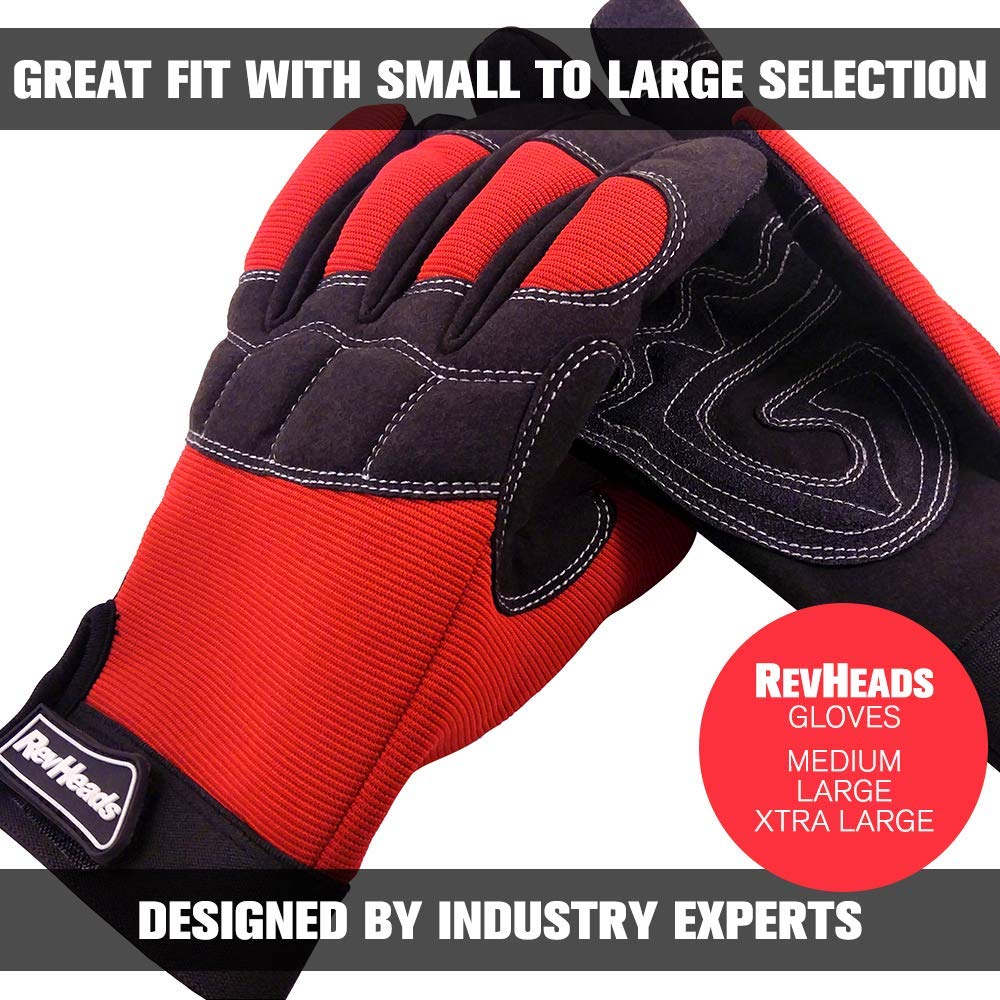 GREAT FIT WITH SMALL TO LARGE SELECTION
REVHEADS
GLOVES
MEDIUM
LARGE
XTRA LARGE
RevHeads
DESIGNED BY INDUSTRY EXPERTS